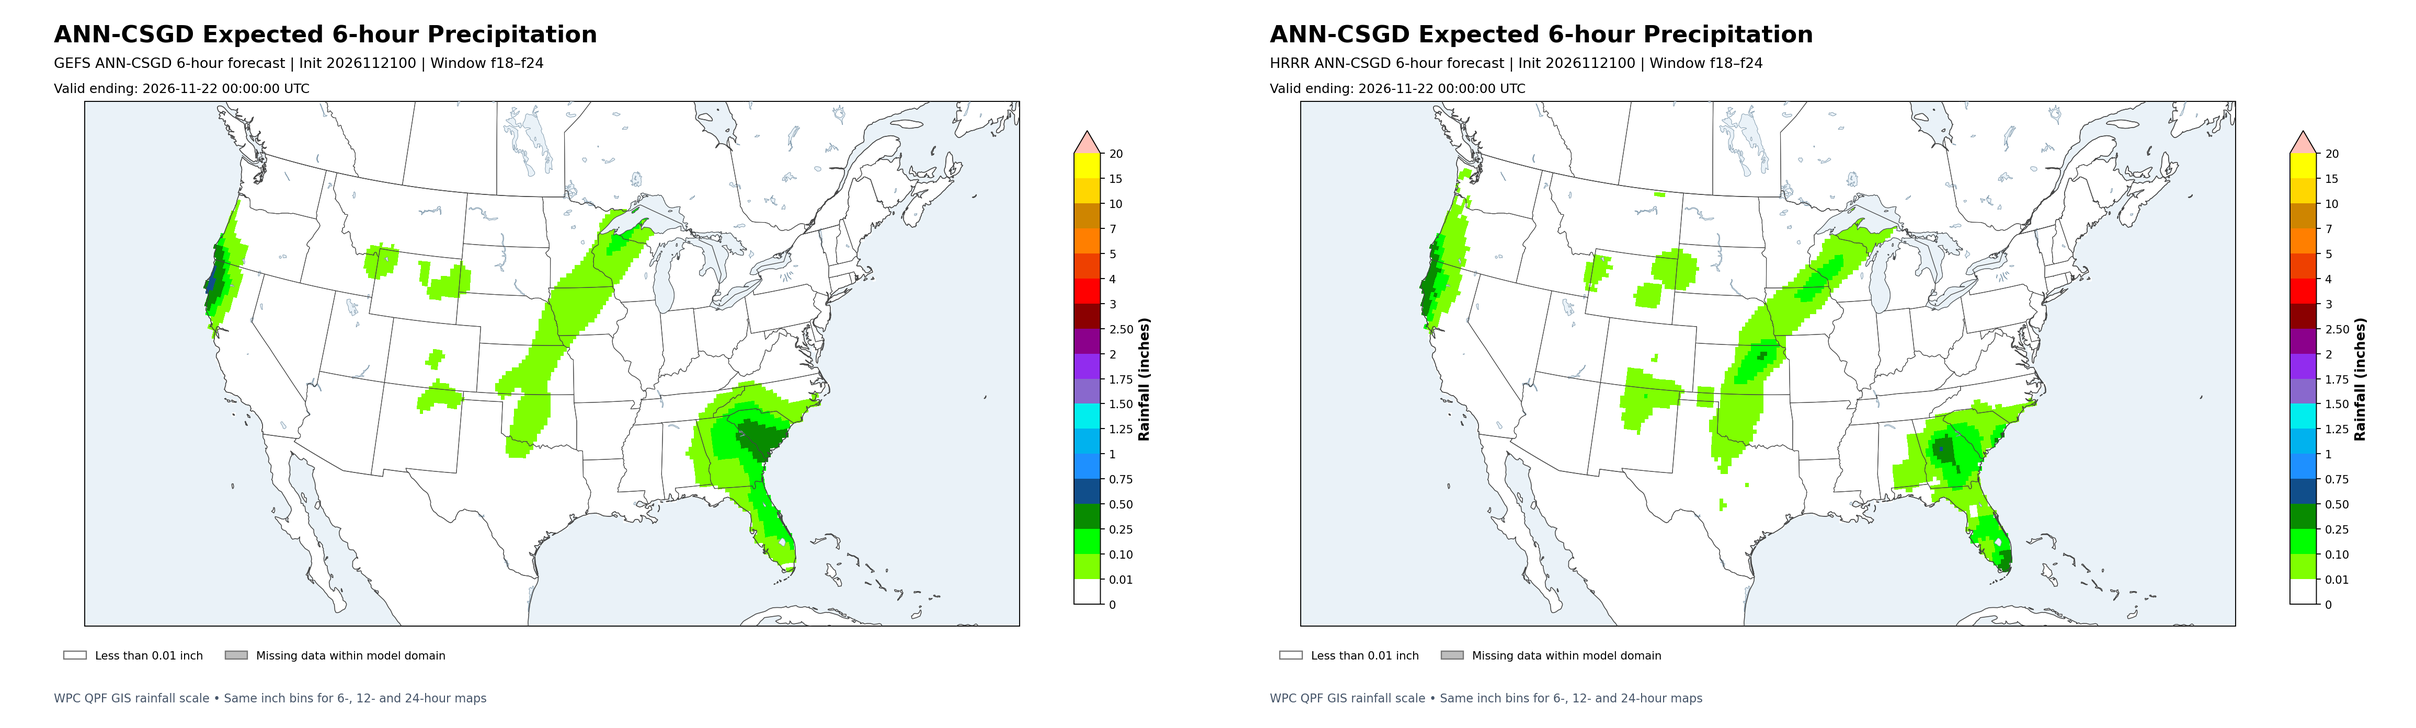 ANN-CSGD Expected 6-hour Precipitation
GEFS ANN-CSGD 6-hour forecast | Init 2026112100 | Window f18–f24
Valid ending: 2026-11-22 00:00:00 UTC
20
15
10
7
5
4
3
2.50
2
1.75
1.50
1.25
1
0.75
0.50
0.25
0.10
0.01
0
Rainfall (inches)
Less than 0.01 inch
Missing data within model domain
WPC QPF GIS rainfall scale • Same inch bins for 6-, 12- and 24-hour maps
ANN-CSGD Expected 6-hour Precipitation
HRRR ANN-CSGD 6-hour forecast | Init 2026112100 | Window f18–f24
Valid ending: 2026-11-22 00:00:00 UTC
20
15
10
7
5
4
3
2.50
2
1.75
1.50
1.25
1
0.75
0.50
0.25
0.10
0.01
0
Rainfall (inches)
Less than 0.01 inch
Missing data within model domain
WPC QPF GIS rainfall scale • Same inch bins for 6-, 12- and 24-hour maps